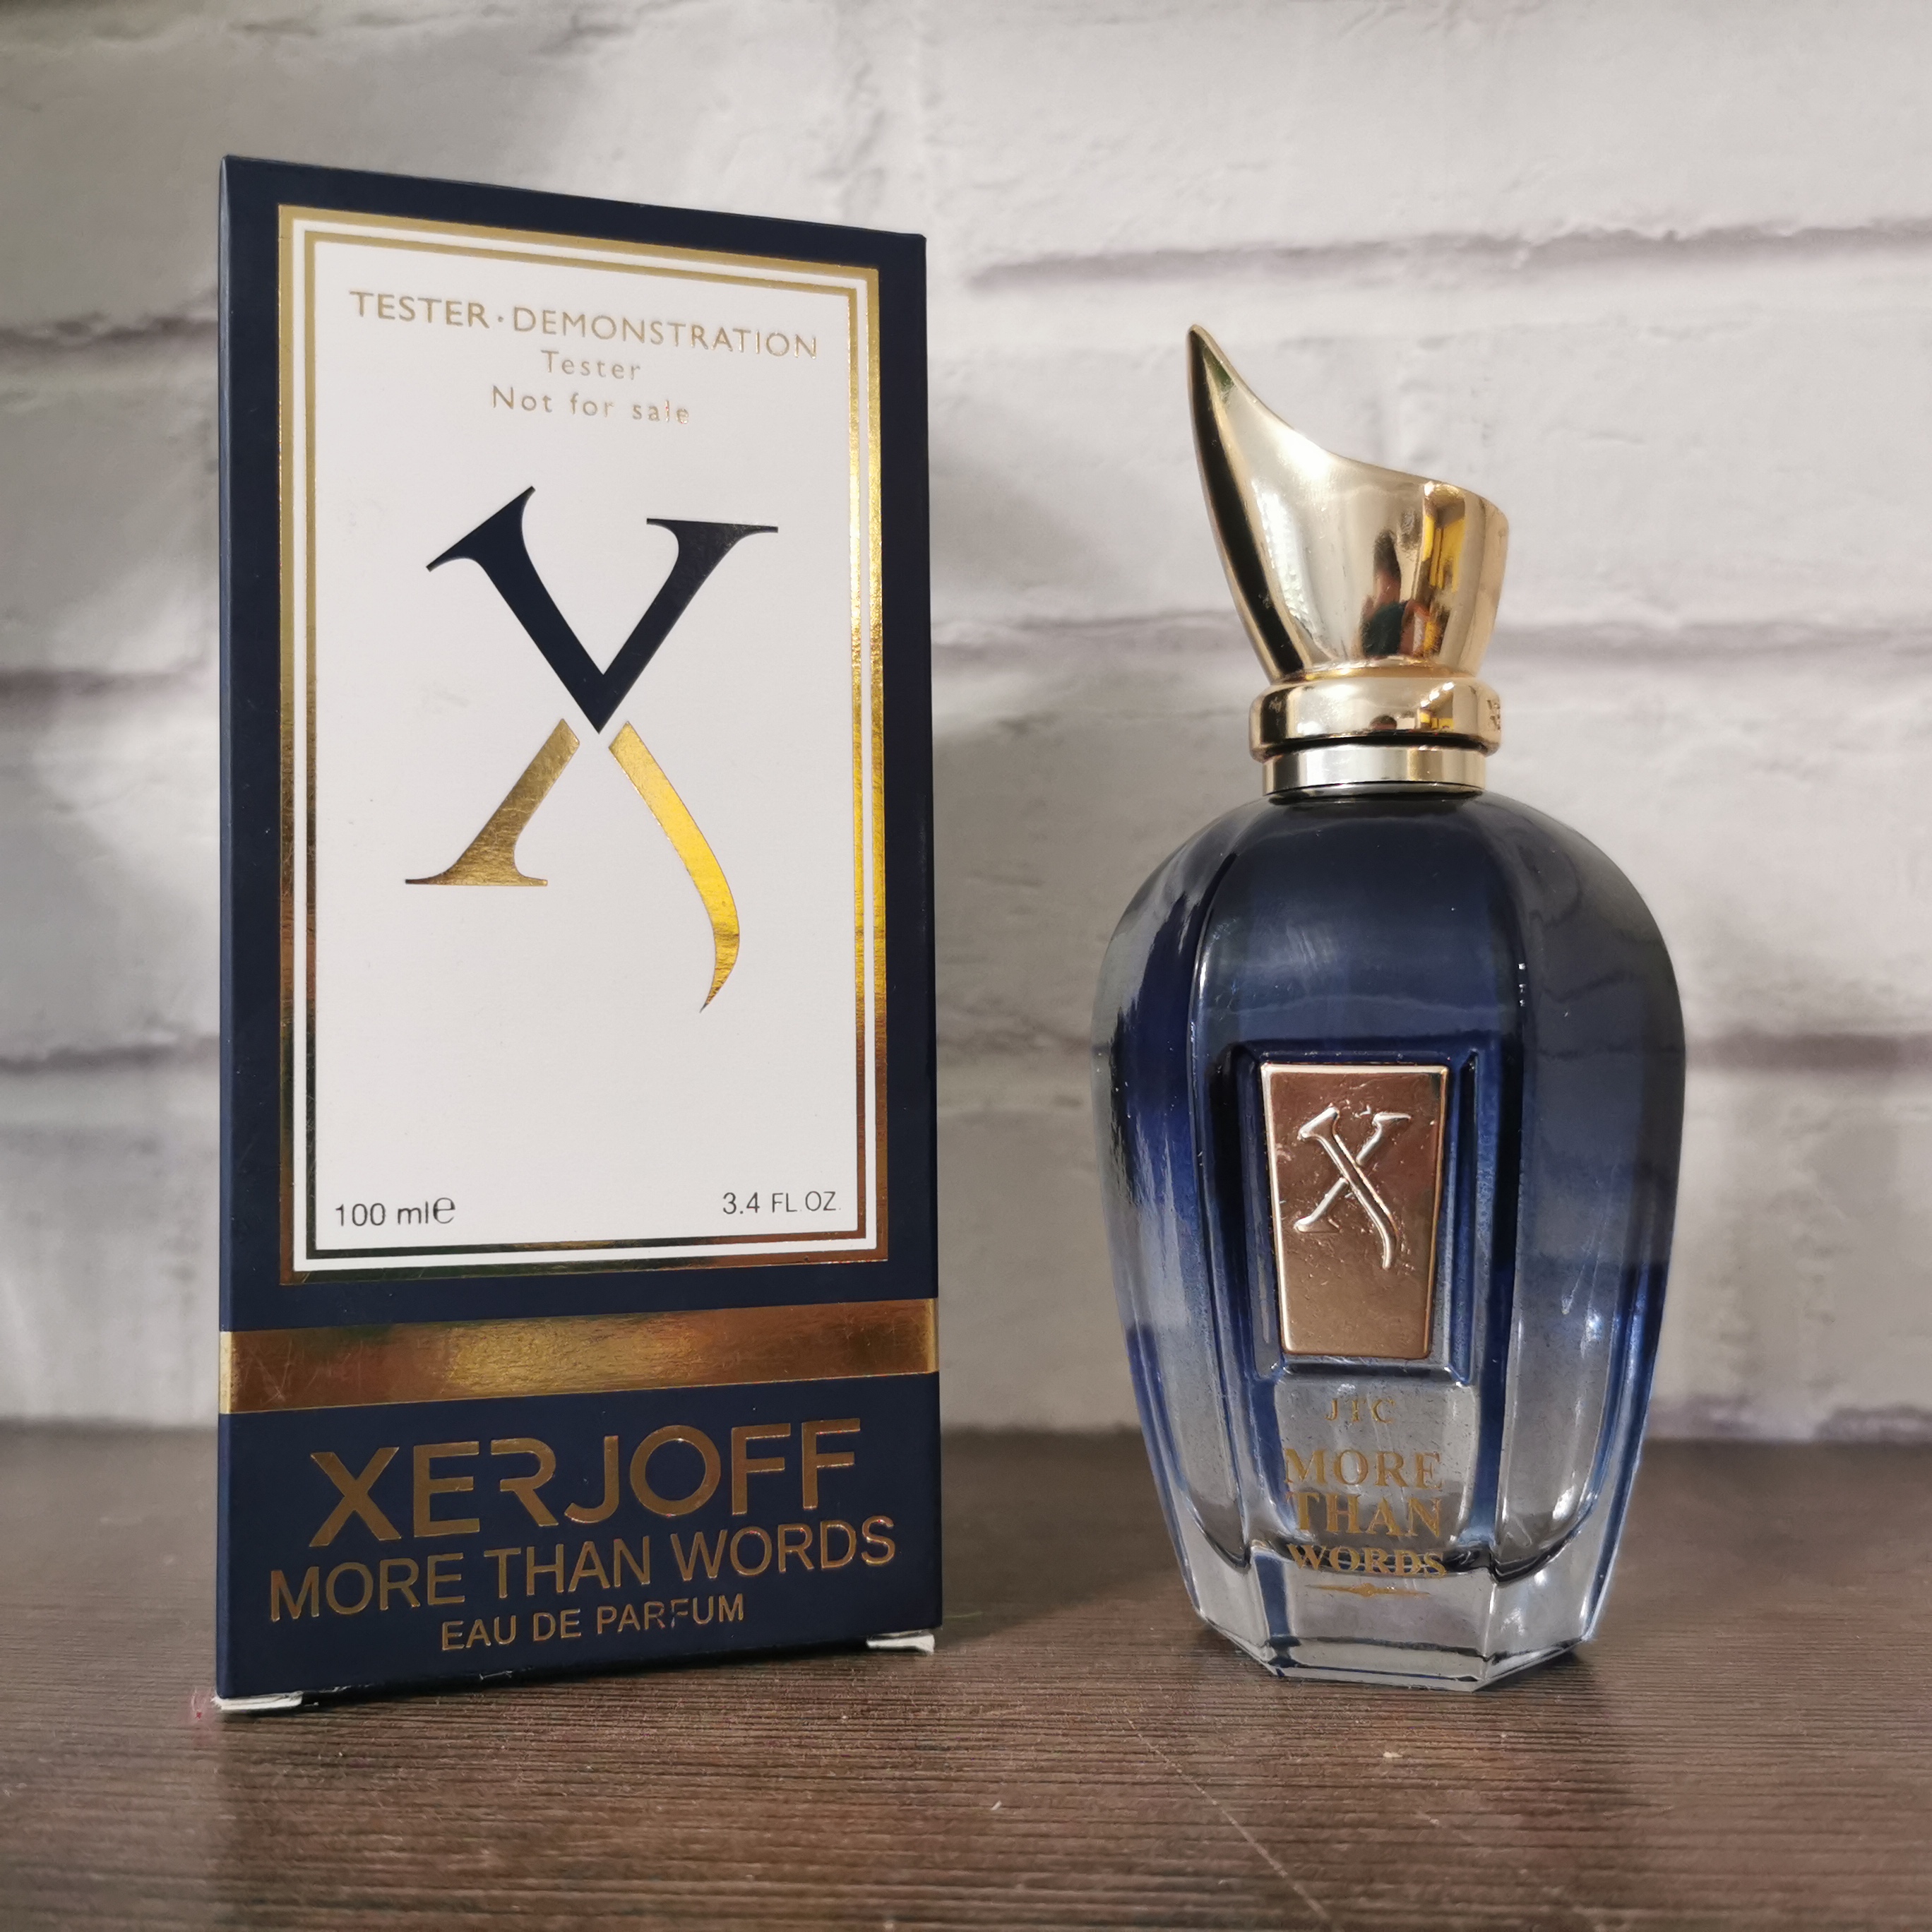 TESTER·DEMONSTRATION
Tester
Not for sale
X
100 ml℮
3.4 FL.OZ.
XERJOFF
MORE THAN WORDS
EAU DE PARFUM
X
MORE
THAN
WORDS